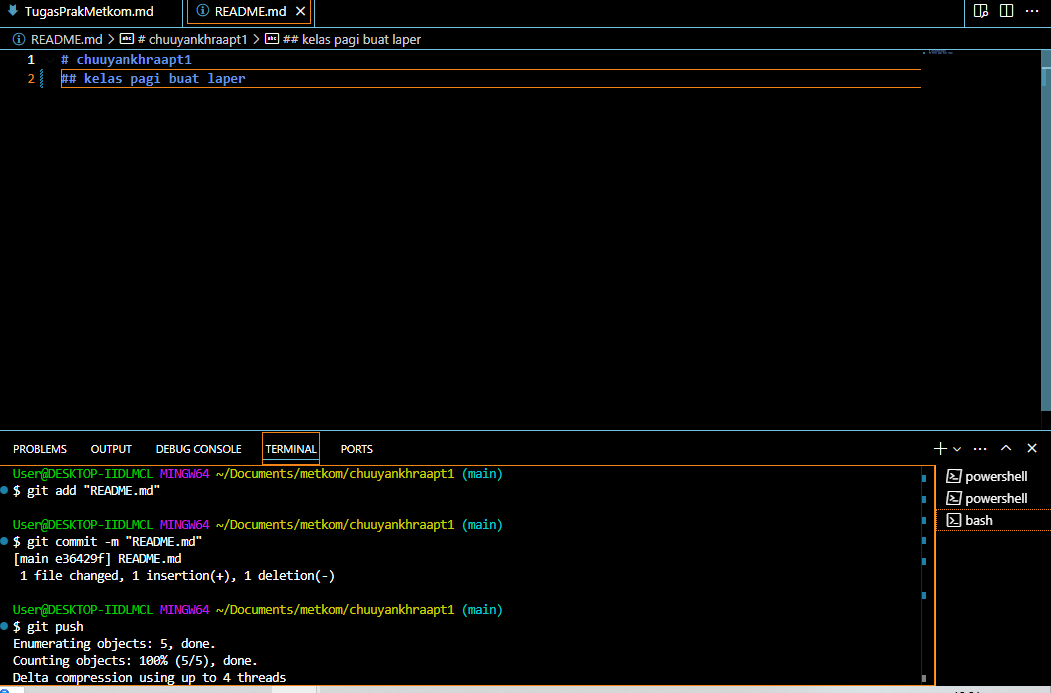 TugasPrakMetkom.md README.md
README.md > # chuuyankhraapt1 > ## kelas pagi buat laper
1 # chuuyankhraapt1
2 ## kelas pagi buat laper
PROBLEMS OUTPUT DEBUG CONSOLE TERMINAL PORTS
User@DESKTOP-IIDLMCL MINGW64 ~/Documents/metkom/chuuyankhraapt1 (main)
$ git add "README.md"
User@DESKTOP-IIDLMCL MINGW64 ~/Documents/metkom/chuuyankhraapt1 (main)
$ git commit -m "README.md"
[main e36429f] README.md
1 file changed, 1 insertion(+), 1 deletion(-)
User@DESKTOP-IIDLMCL MINGW64 ~/Documents/metkom/chuuyankhraapt1 (main)
$ git push
Enumerating objects: 5, done.
Counting objects: 100% (5/5), done.
Delta compression using up to 4 threads
powershell
powershell
bash